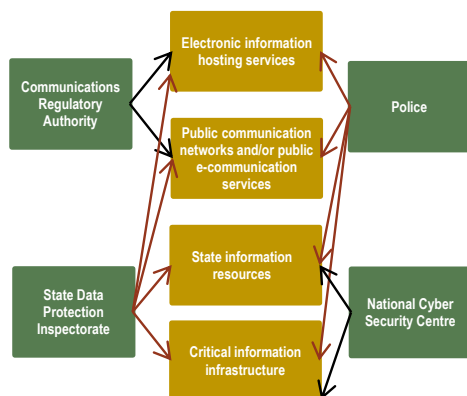 Electronic information
hosting services
Communications
Regulatory
Authority
Police
Public communication
networks and/or public
e-communication
services
State information
resources
State Data
Protection
Inspectorate
National Cyber
Security Centre
Critical information
infrastructure